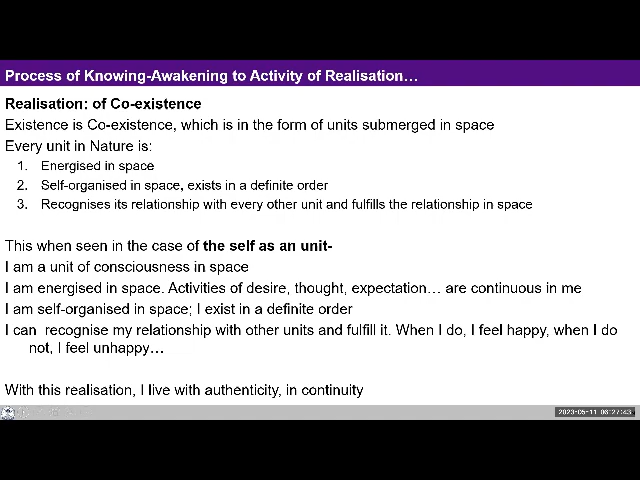 Process of Knowing-Awakening to Activity of Realisation…
Realisation: of Co-existence
Existence is Co-existence, which is in the form of units submerged in space
Every unit in Nature is:
1. Energised in space
2. Self-organised in space, exists in a definite order
3. Recognises its relationship with every other unit and fulfills the relationship in space
This when seen in the case of the self as an unit-
I am a unit of consciousness in space
I am energised in space. Activities of desire, thought, expectation… are continuous in me
I am self-organised in space; I exist in a definite order
I can recognise my relationship with other units and fulfill it. When I do, I feel happy, when I do
not, I feel unhappy…
With this realisation, I live with authenticity, in continuity
2023-05-11 06:27:43